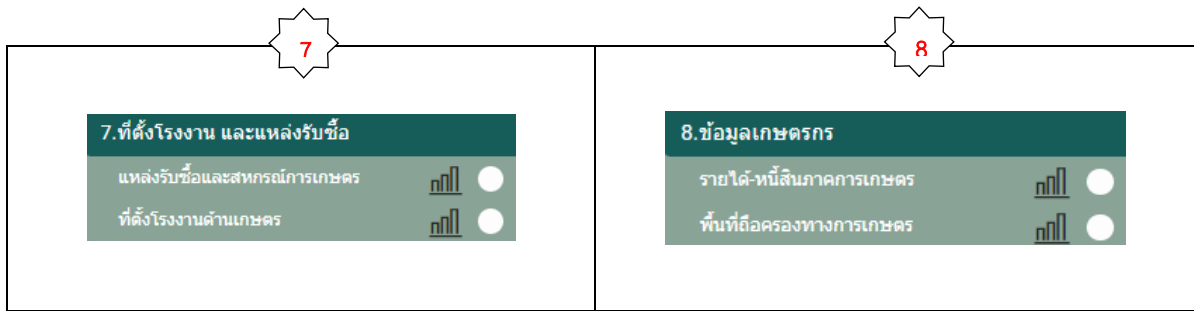 7
8
7.ที่ตั้งโรงงาน และแหล่งรับซื้อ
แหล่งรับซื้อและสหกรณ์การเกษตร
ที่ตั้งโรงงานด้านเกษตร
8.ข้อมูลเกษตรกร
รายได้-หนี้สินภาคการเกษตร
พื้นที่ถือครองทางการเกษตร